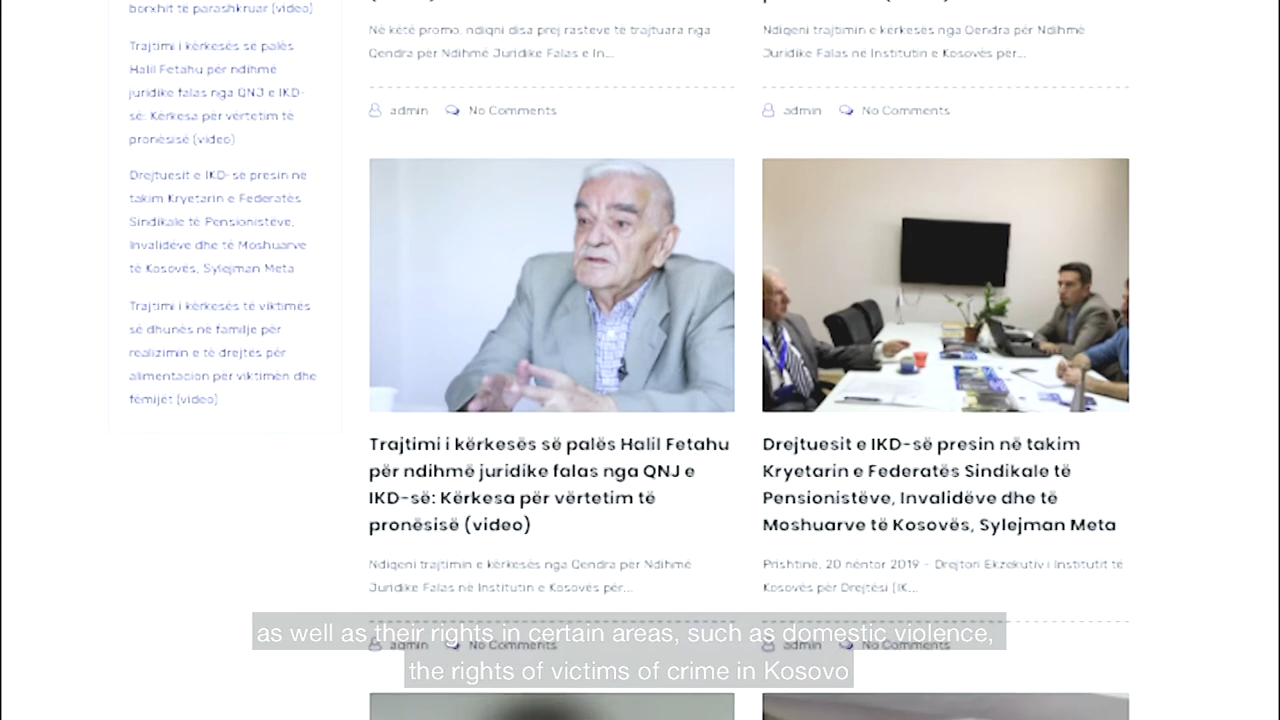 borxhit të parashkruar (video)
Trajtimi i kërkesës së palës
Halil Fetahu për ndihmë
juridike falas nga QNJ e IKD-
së: Kërkesa për vërtetim të
pronësisë (video)
Drejtuesit e IKD-së presin në
takim Kryetarin e Federatës
Sindikale të Pensionistëve,
Invalidëve dhe të Moshuarve
të Kosovës, Sylejman Meta
Trajtimi i kërkesës të viktimës
së dhunës në familje për
realizimin e të drejtës për
alimentacion për viktimën dhe
fëmijët (video)
Në këtë promo, ndiqni disa prej rasteve të trajtuara nga
Qendra për Ndihmë Juridike Falas e In...
admin No Comments
Trajtimi i kërkesës së palës Halil Fetahu
për ndihmë juridike falas nga QNJ e
IKD-së: Kërkesa për vërtetim të
pronësisë (video)
Ndiqeni trajtimin e kërkesës nga Qendra për Ndihmë
Juridike Falas në Institutin e Kosovës për...
admin No Comments
Ndiqeni trajtimin e kërkesës nga Qendra për Ndihmë
Juridike Falas në Institutin e Kosovës për...
admin No Comments
Drejtuesit e IKD-së presin në takim
Kryetarin e Federatës Sindikale të
Pensionistëve, Invalidëve dhe të
Moshuarve të Kosovës, Sylejman Meta
Prishtinë, 20 nëntor 2019 - Drejtori Ekzekutiv i Institutit të
Kosovës për Drejtësi (IK...
admin No Comments
as well as their rights in certain areas, such as domestic violence,
the rights of victims of crime in Kosovo